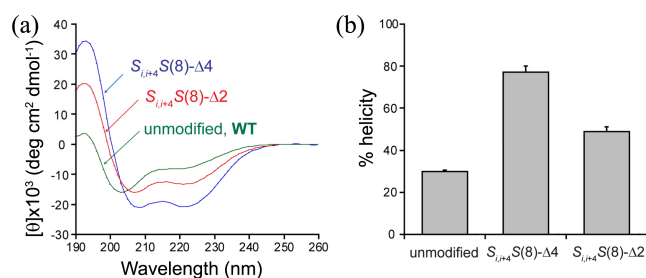 (a)
[θ]x10³ (deg cm² dmol⁻¹)
40
30
20
10
0
-10
-20
-30
S i,i+4 S(8)-Δ4
S i,i+4 S(8)-Δ2
unmodified, WT
190 200 210 220 230 240 250 260
Wavelength (nm)
(b)
% helicity
100
80
60
40
20
0
unmodified S i,i+4 S(8)-Δ4 S i,i+4 S(8)-Δ2